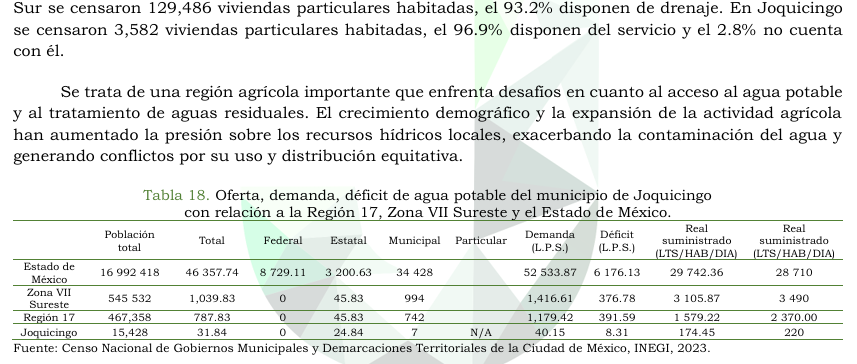 Sur se censaron 129,486 viviendas particulares habitadas, el 93.2% disponen de drenaje. En Joquicingo
se censaron 3,582 viviendas particulares habitadas, el 96.9% disponen del servicio y el 2.8% no cuenta
con él.
Se trata de una región agrícola importante que enfrenta desafíos en cuanto al acceso al agua potable
y al tratamiento de aguas residuales. El crecimiento demográfico y la expansión de la actividad agrícola
han aumentado la presión sobre los recursos hídricos locales, exacerbando la contaminación del agua y
generando conflictos por su uso y distribución equitativa.
Tabla 18. Oferta, demanda, déficit de agua potable del municipio de Joquicingo
con relación a la Región 17, Zona VII Sureste y el Estado de México.
Población total Total Federal Estatal Municipal Particular Demanda (L.P.S.) Déficit (L.P.S.) Real suministrado (LTS/HAB/DIA) Real suministrado (LTS/HAB/DIA)
Estado de México 16 992 418 46 357.74 8 729.11 3 200.63 34 428 52 533.87 6 176.13 29 742.36 28 710
Zona VII Sureste 545 532 1,039.83 0 45.83 994 1,416.61 376.78 3 105.87 3 490
Región 17 467,358 787.83 0 45.83 742 1,179.42 391.59 1 579.22 2 370.00
Joquicingo 15,428 31.84 0 24.84 7 N/A 40.15 8.31 174.45 220
Fuente: Censo Nacional de Gobiernos Municipales y Demarcaciones Territoriales de la Ciudad de México, INEGI, 2023.